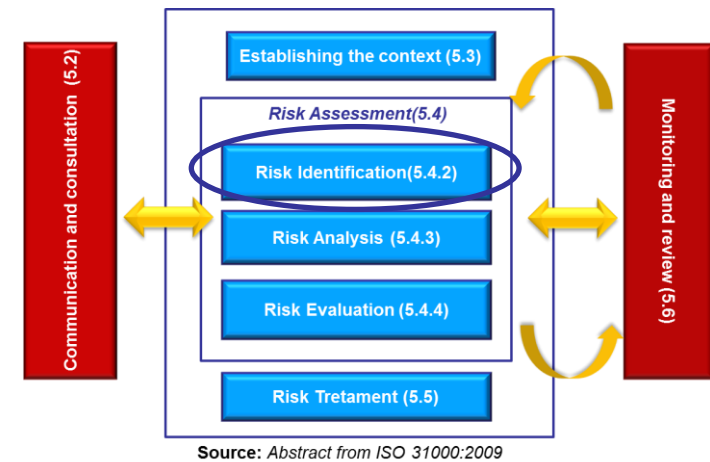 Communication and consultation (5.2)
Establishing the context (5.3)
Risk Assessment(5.4)
Risk Identification(5.4.2)
Risk Analysis (5.4.3)
Risk Evaluation (5.4.4)
Risk Tretament (5.5)
Monitoring and review (5.6)
Source: Abstract from ISO 31000:2009